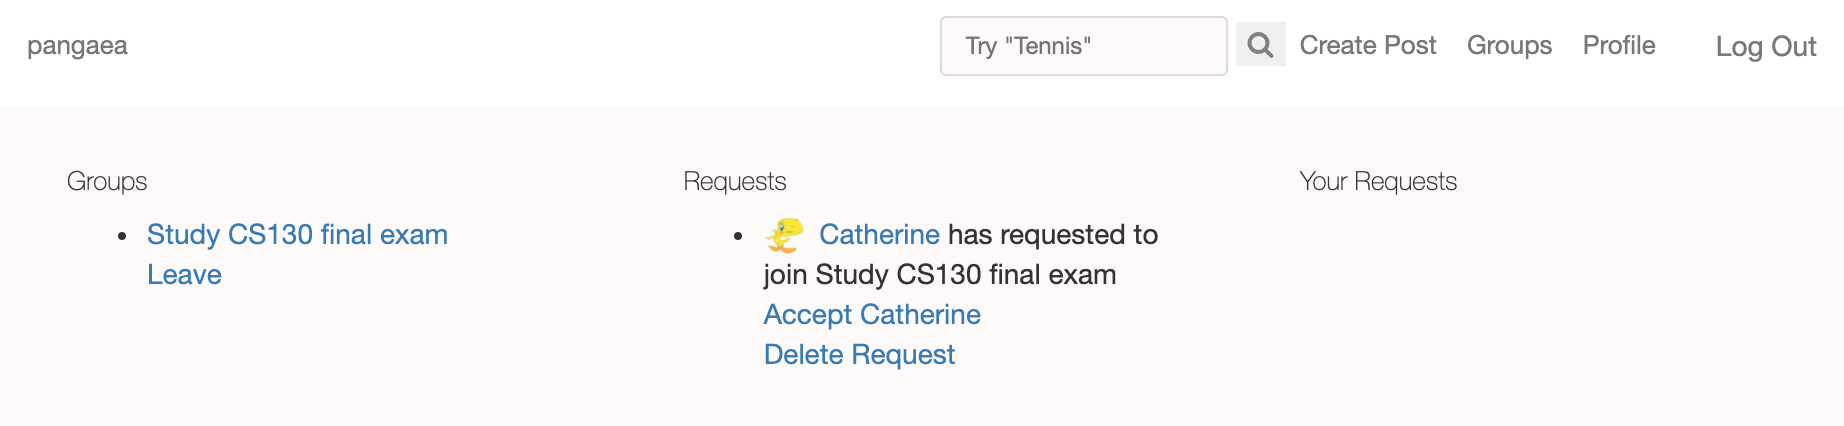 pangaea
Try "Tennis"
Create Post
Groups
Profile
Log Out
Groups
Study CS130 final exam
Leave
Requests
Catherine has requested to
join Study CS130 final exam
Accept Catherine
Delete Request
Your Requests